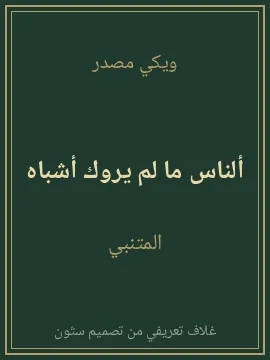 ويكي مصدر
ألناس ما لم يروك أشباه
المتنبي
غلاف تعريفي من تصميم سثون